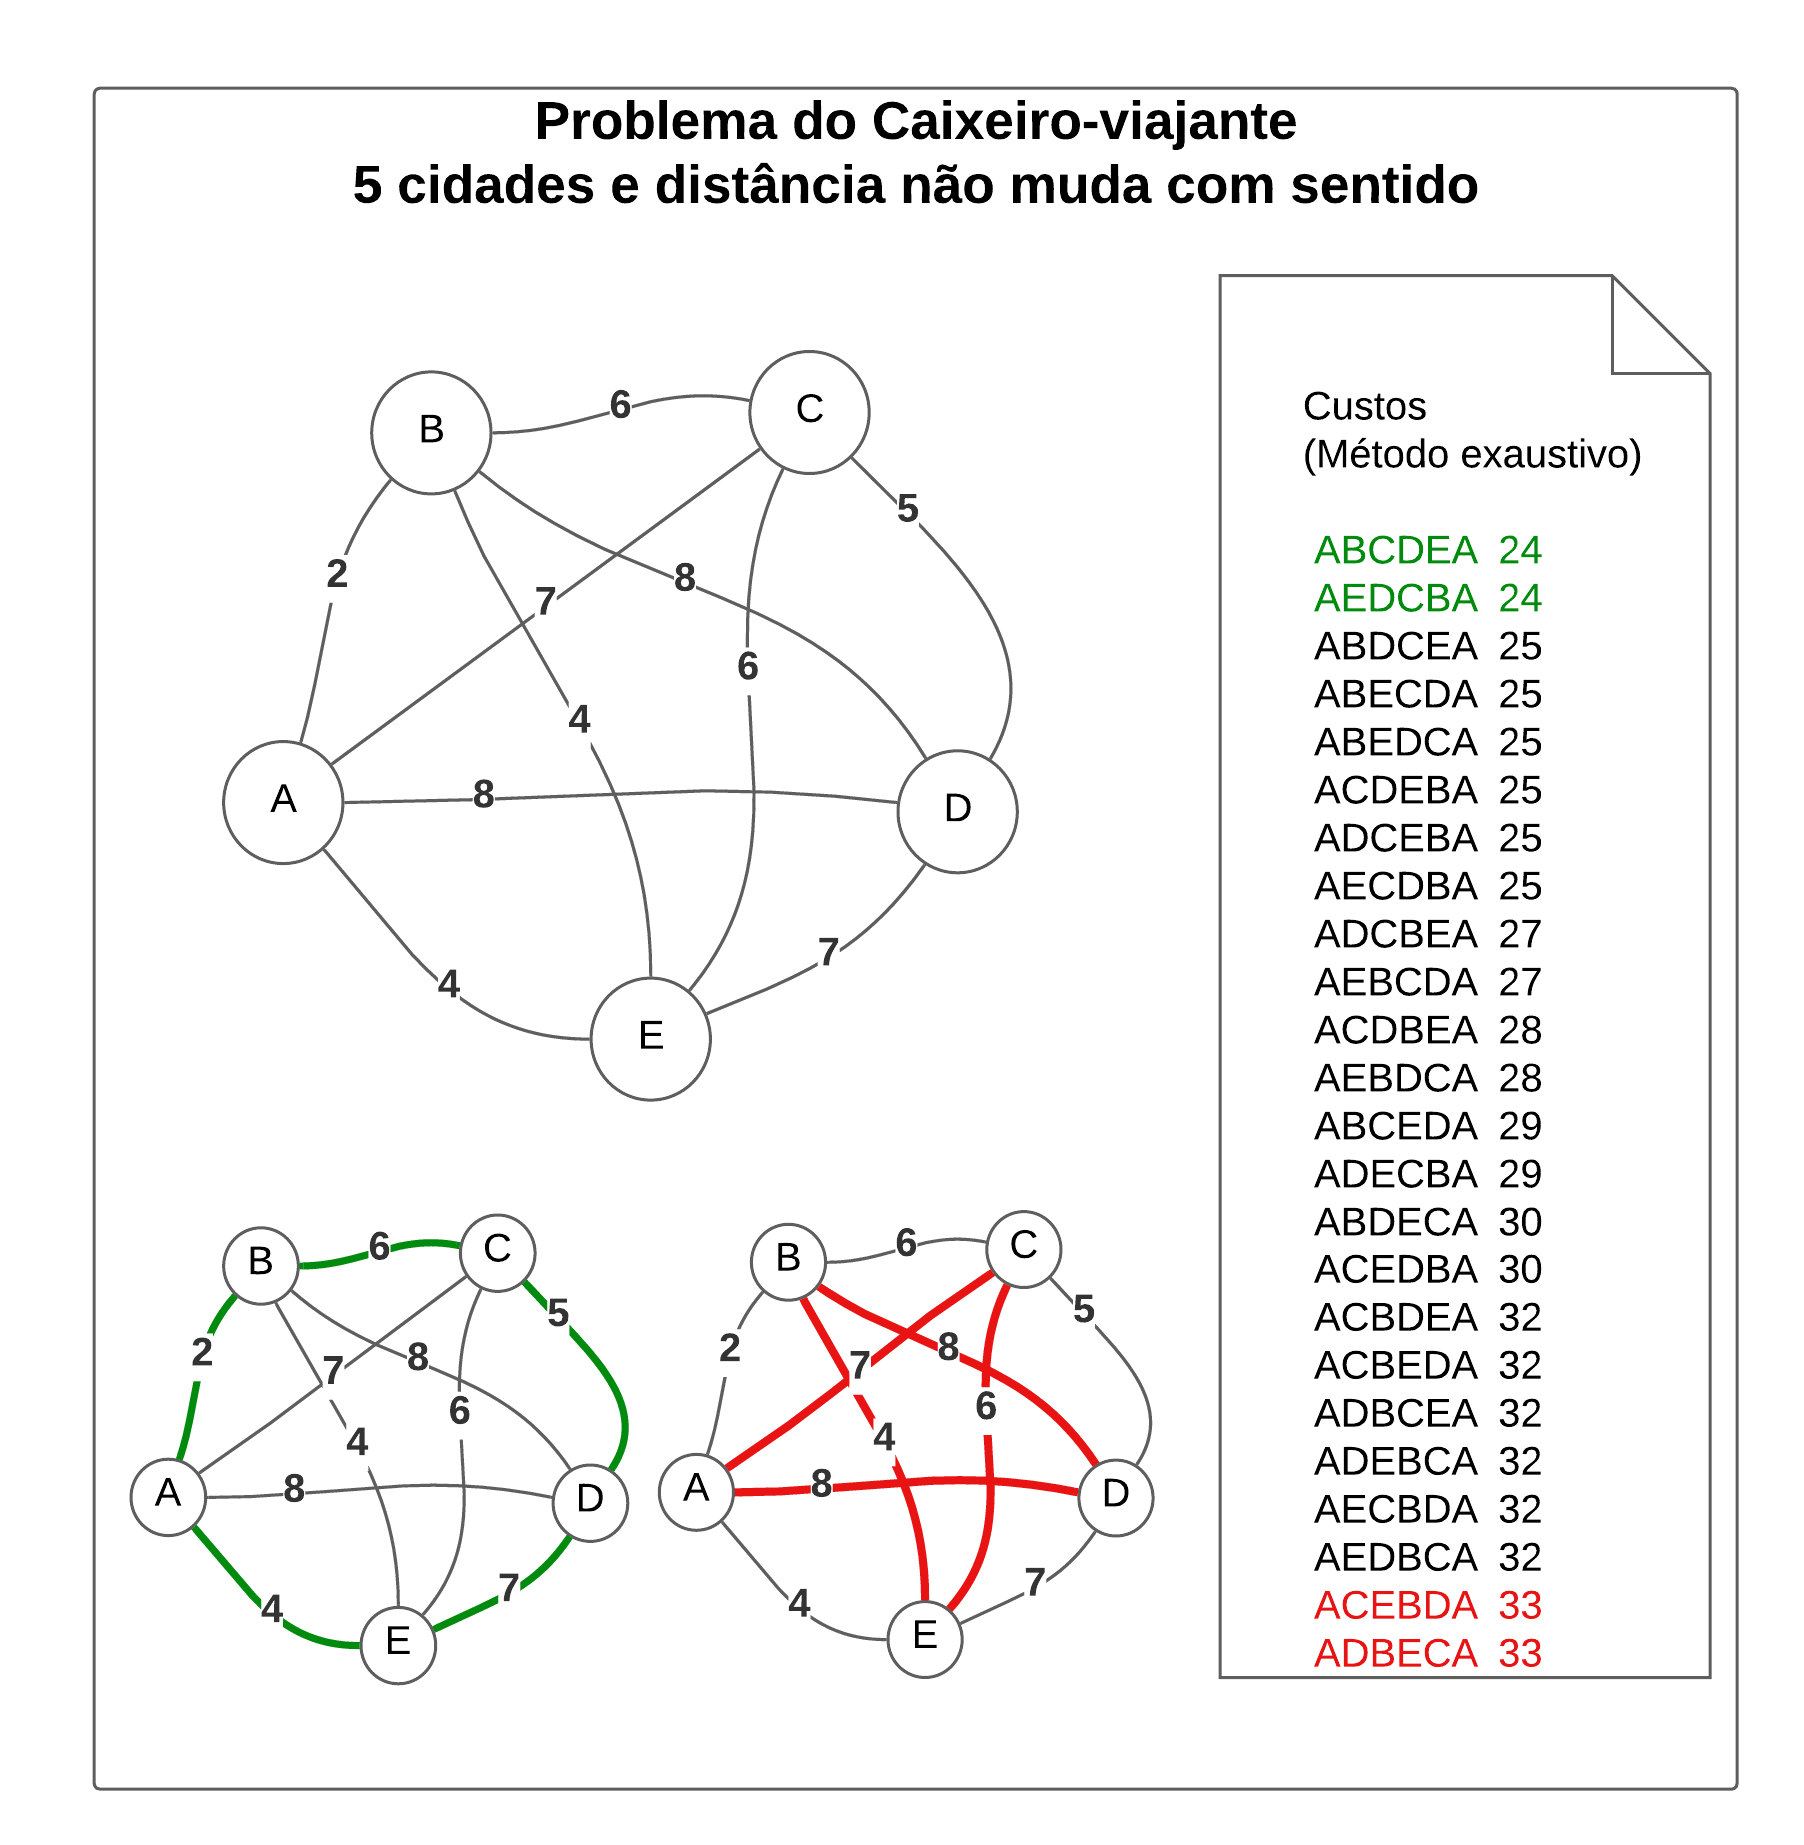 Problema do Caixeiro-viajante
5 cidades e distância não muda com sentido
B
6
C
5
2
7
8
6
4
A
8
D
4
7
E
Custos
(Método exaustivo)
ABCDEA 24
AEDCBA 24
ABDCEA 25
ABECDA 25
ABEDCA 25
ACDEBA 25
ADCEBA 25
AECDBA 25
ADCBEA 27
AEBCDA 27
ACDBEA 28
AEBDCA 28
ABCEDA 29
ADECBA 29
ABDECA 30
ACEDBA 30
ACBDEA 32
ACBEDA 32
ADBCEA 32
ADEBCA 32
AECBDA 32
AEDBCA 32
ACEBDA 33
ADBECA 33
B
6
C
5
2
7
8
6
4
A
8
D
4
7
E
B
6
C
5
2
7
8
6
4
A
8
D
4
7
E